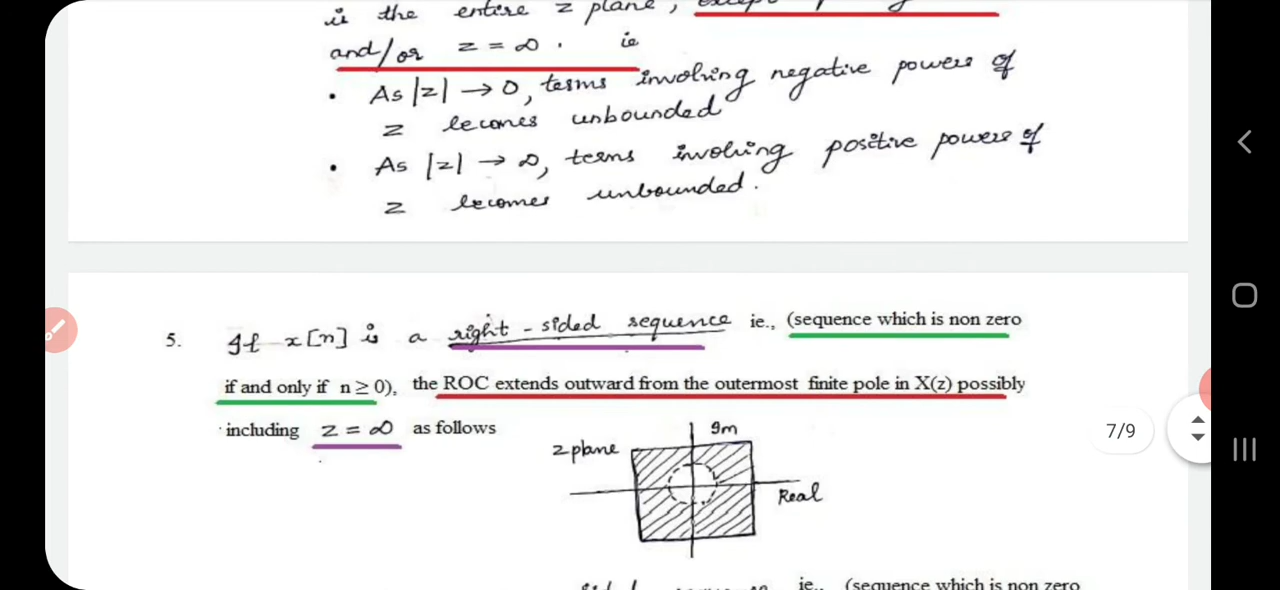 is the entire z plane,
and/or z = ∞. ie
• As |z| → 0, terms involving negative powers of
z becomes unbounded
• As |z| → ∞, terms involving positive powers of
z becomes unbounded.
5. If x[n] is a right-sided sequence ie., (sequence which is non zero
if and only if n ≥ 0), the ROC extends outward from the outermost finite pole in X(z) possibly
including z = ∞ as follows
Im
z plane
7/9
Real
ie., (sequence which is non zero